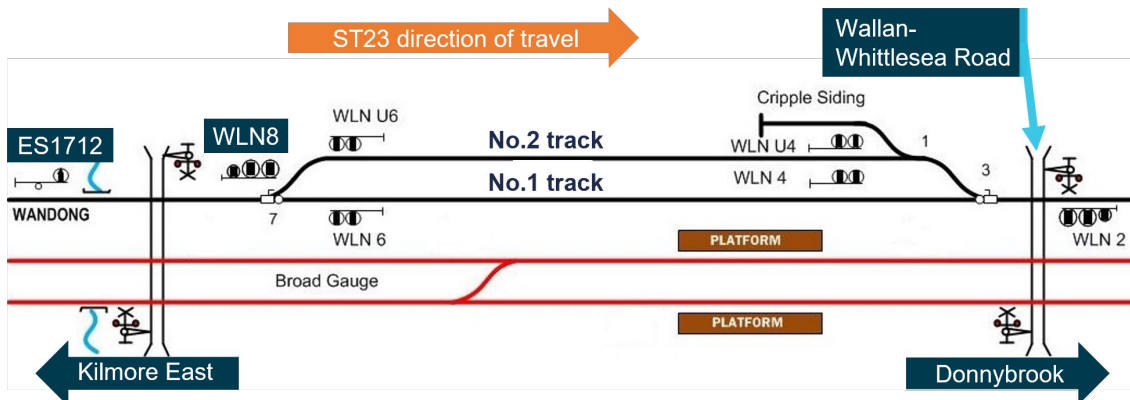 ST23 direction of travel
Wallan-
Whittlesea Road
Cripple Siding
WLN U6
ES1712
WLN8
No.2 track
WLN U4
1
No.1 track
WLN 4
3
WANDONG
7
WLN 6
PLATFORM
WLN 2
Broad Gauge
PLATFORM
Kilmore East
Donnybrook